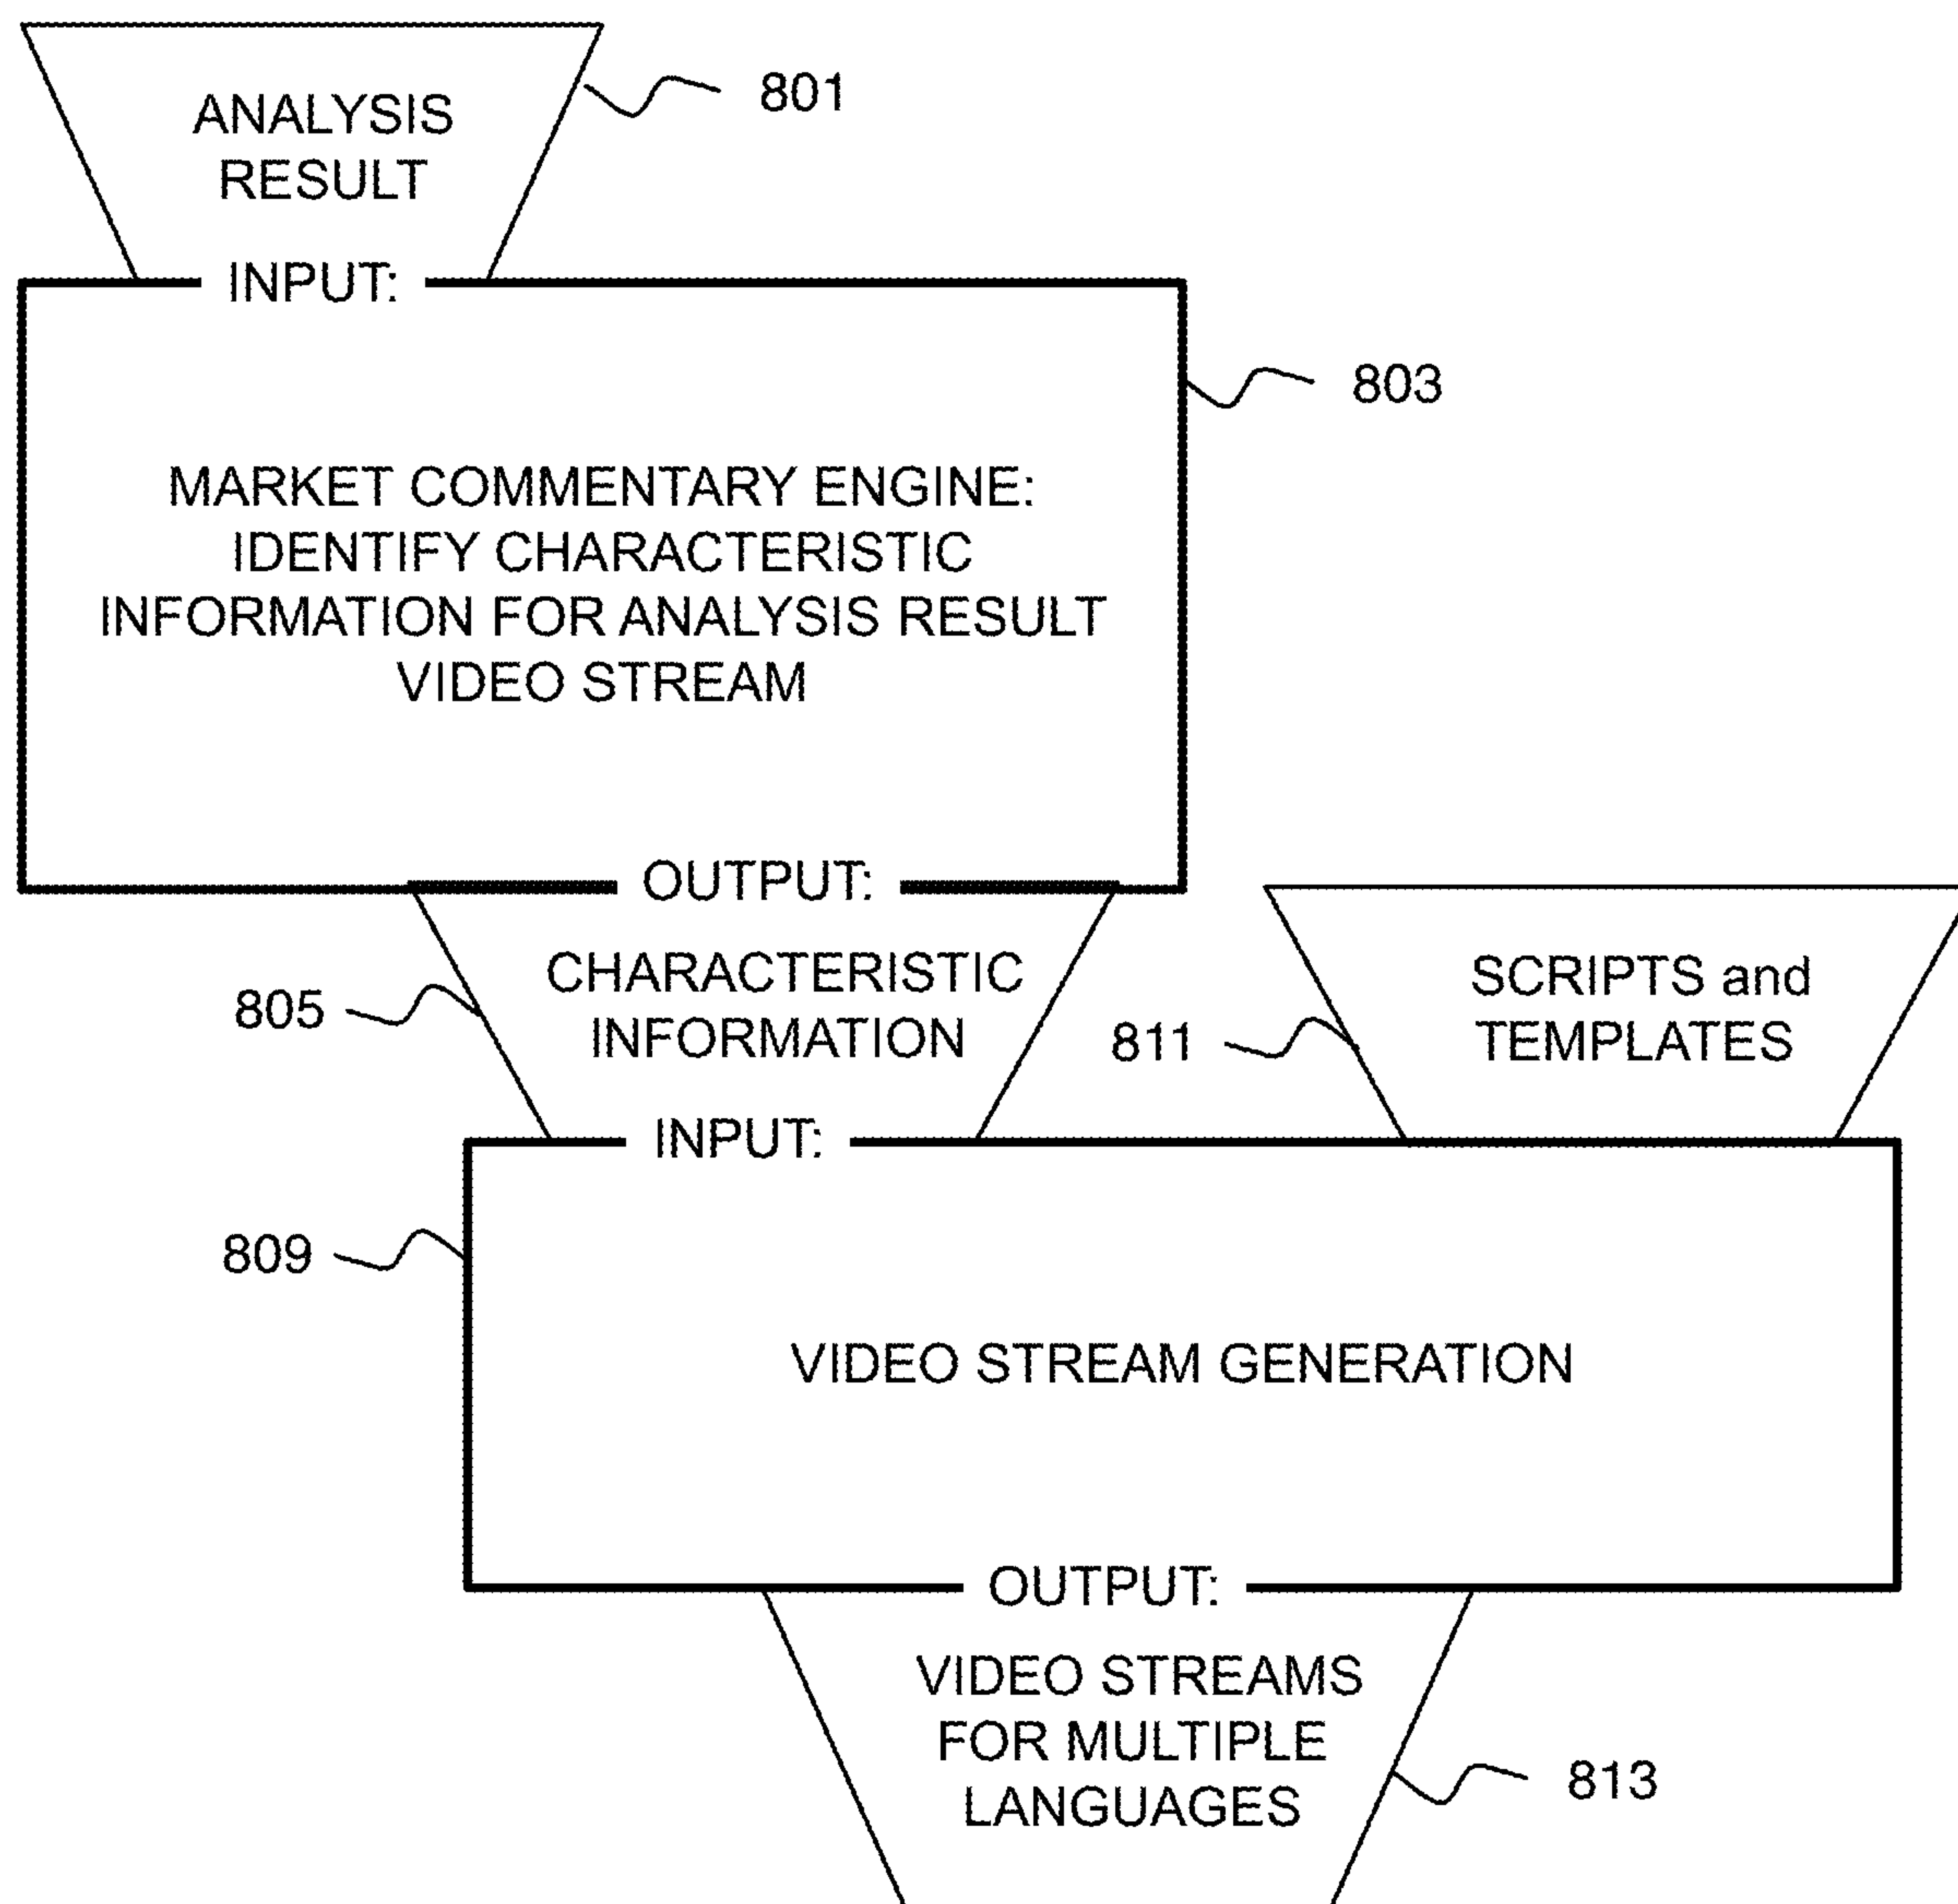 ANALYSIS
RESULT
801
INPUT:
803
MARKET COMMENTARY ENGINE:
IDENTIFY CHARACTERISTIC
INFORMATION FOR ANALYSIS RESULT
VIDEO STREAM
OUTPUT:
805
CHARACTERISTIC
INFORMATION
811
SCRIPTS and
TEMPLATES
INPUT:
809
VIDEO STREAM GENERATION
OUTPUT:
VIDEO STREAMS
FOR MULTIPLE
LANGUAGES
813